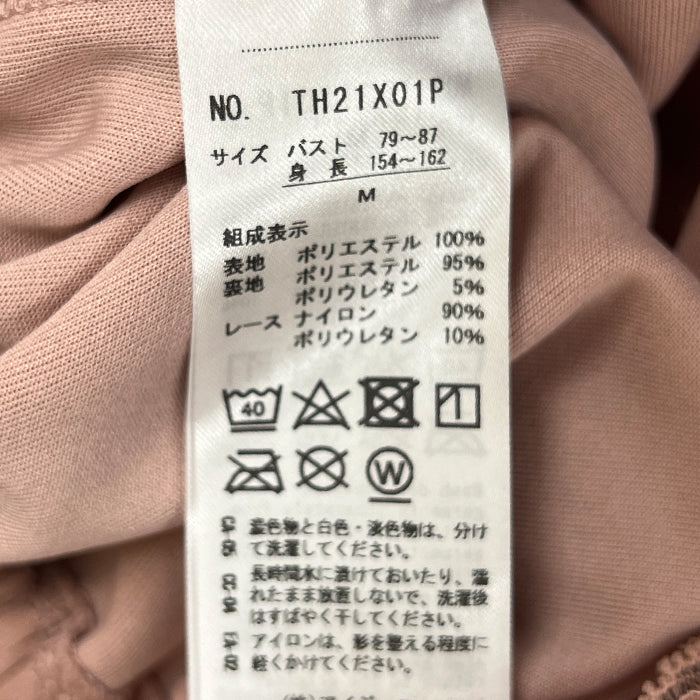 NO. TH21X01P
サイズ バスト 79～87
身長 154～162
M
組成表示
表地 ポリエステル 100%
裏地 ポリエステル 95%
ポリウレタン 5%
レース ナイロン 90%
ポリウレタン 10%
40
W
濃色物と白色・淡色物は、分け
て洗濯してください。
長時間水に漬けておいたり、濡
れたまま放置しないで、洗濯後
はすばやく干してください。
アイロンは、形を整える程度に
軽くかけてください。